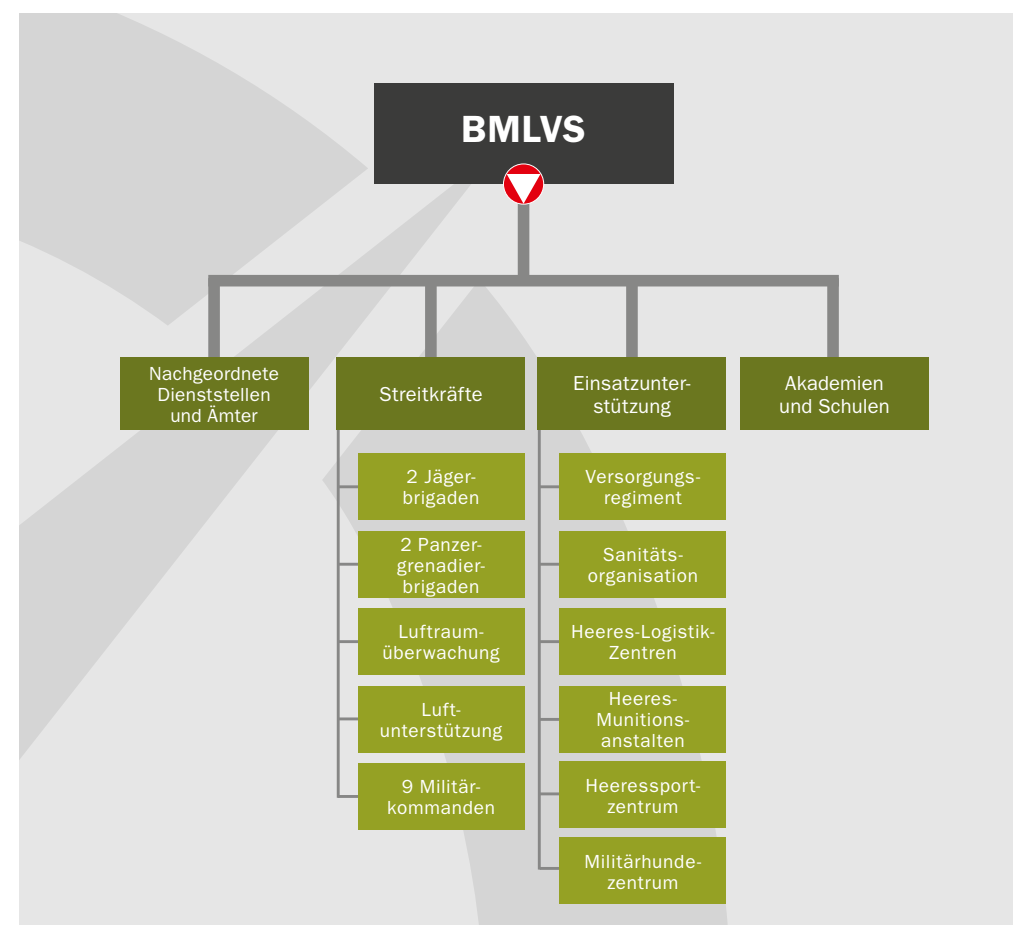 BMLVS
Nachgeordnete
Dienststellen
und Ämter
Streitkräfte
2 Jäger-
brigaden
2 Panzer-
grenadier-
brigaden
Luftraum-
überwachung
Luft-
unterstützung
9 Militär-
kommanden
Einsatzunter-
stützung
Versorgungs-
regiment
Sanitäts-
organisation
Heeres-Logistik-
Zentren
Heeres-
Munitions-
anstalten
Heeressport-
zentrum
Militärhunde-
zentrum
Akademien
und Schulen